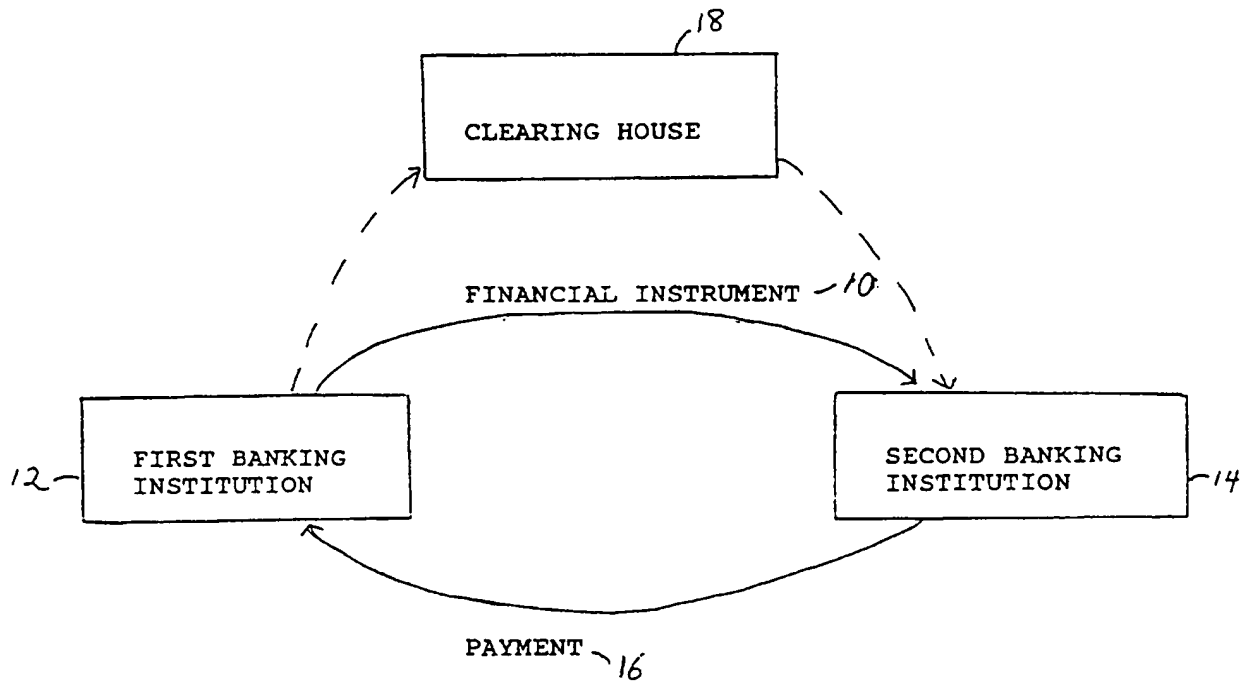 18
CLEARING HOUSE
FINANCIAL INSTRUMENT 10
FIRST BANKING
INSTITUTION
12
SECOND BANKING
INSTITUTION
14
PAYMENT 16